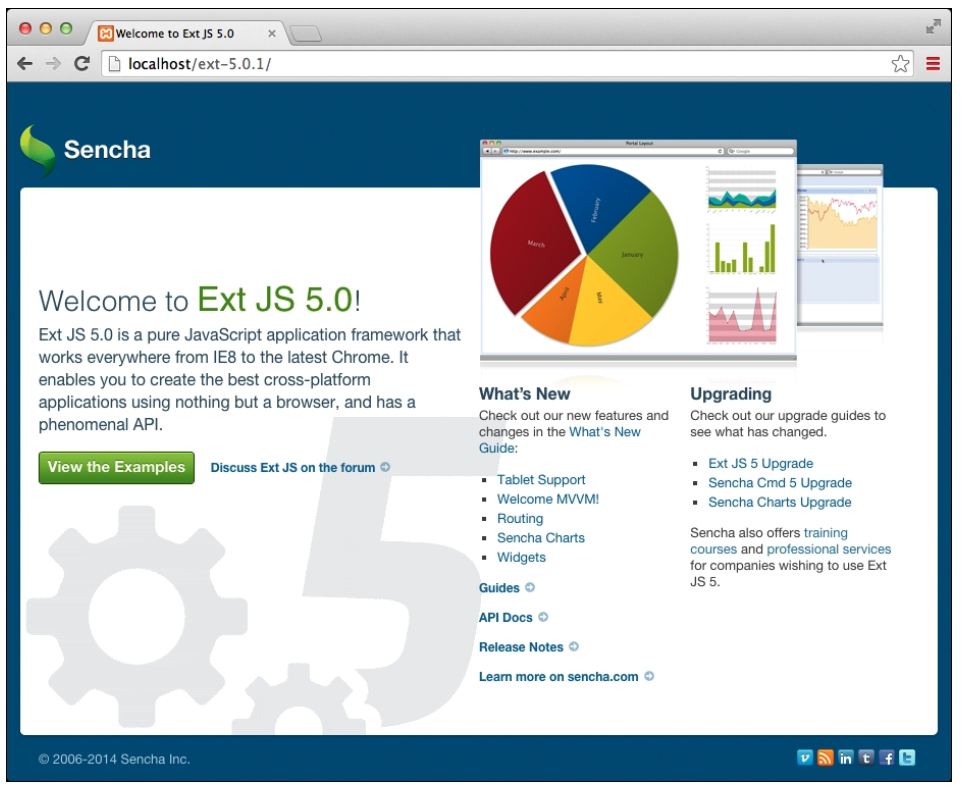 Welcome to Ext JS 5.0
localhost/ext-5.0.1/
Sencha
Portal Layout
http://www.example.com/
Google
February
March
January
April
May
Welcome to Ext JS 5.0!
Ext JS 5.0 is a pure JavaScript application framework that
works everywhere from IE8 to the latest Chrome. It
enables you to create the best cross-platform
applications using nothing but a browser, and has a
phenomenal API.
View the Examples
Discuss Ext JS on the forum
5
What's New
Check out our new features and
changes in the What's New
Guide:
Tablet Support
Welcome MVVM!
Routing
Sencha Charts
Widgets
Guides
API Docs
Release Notes
Learn more on sencha.com
Upgrading
Check out our upgrade guides to
see what has changed.
Ext JS 5 Upgrade
Sencha Cmd 5 Upgrade
Sencha Charts Upgrade
Sencha also offers training
courses and professional services
for companies wishing to use Ext
JS 5.
© 2006-2014 Sencha Inc.